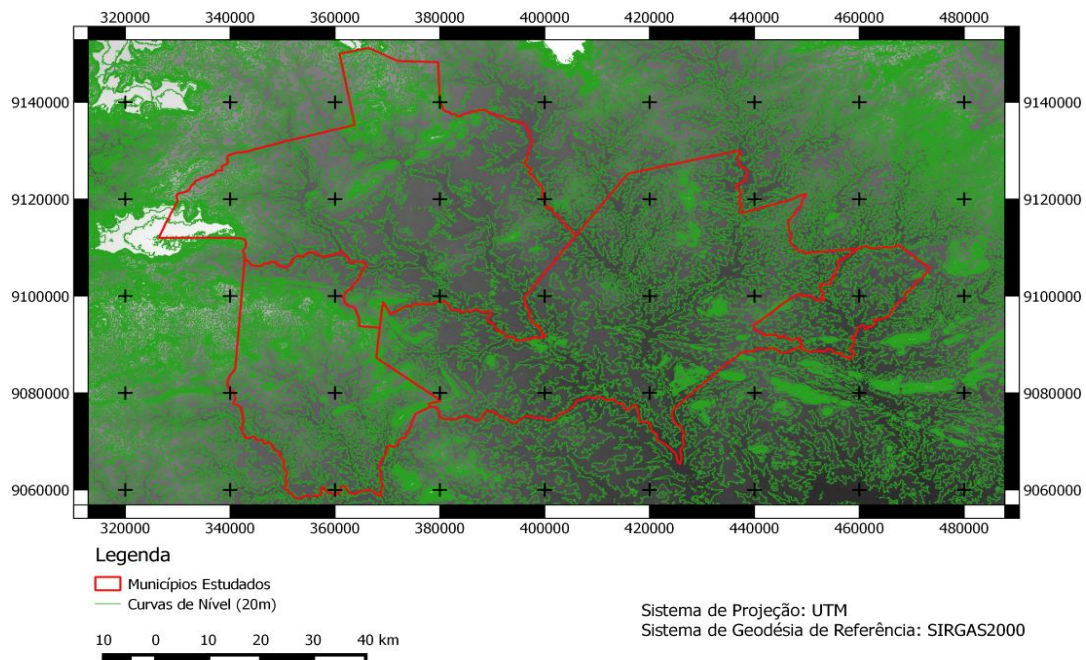 320000 340000 360000 380000 400000 420000 440000 460000 480000
9140000 9140000
9120000 9120000
9100000 9100000
9080000 9080000
9060000 9060000
320000 340000 360000 380000 400000 420000 440000 460000 480000
Legenda
Municípios Estudados
Curvas de Nível (20m)
10 0 10 20 30 40 km
Sistema de Projeção: UTM
Sistema de Geodésia de Referência: SIRGAS2000